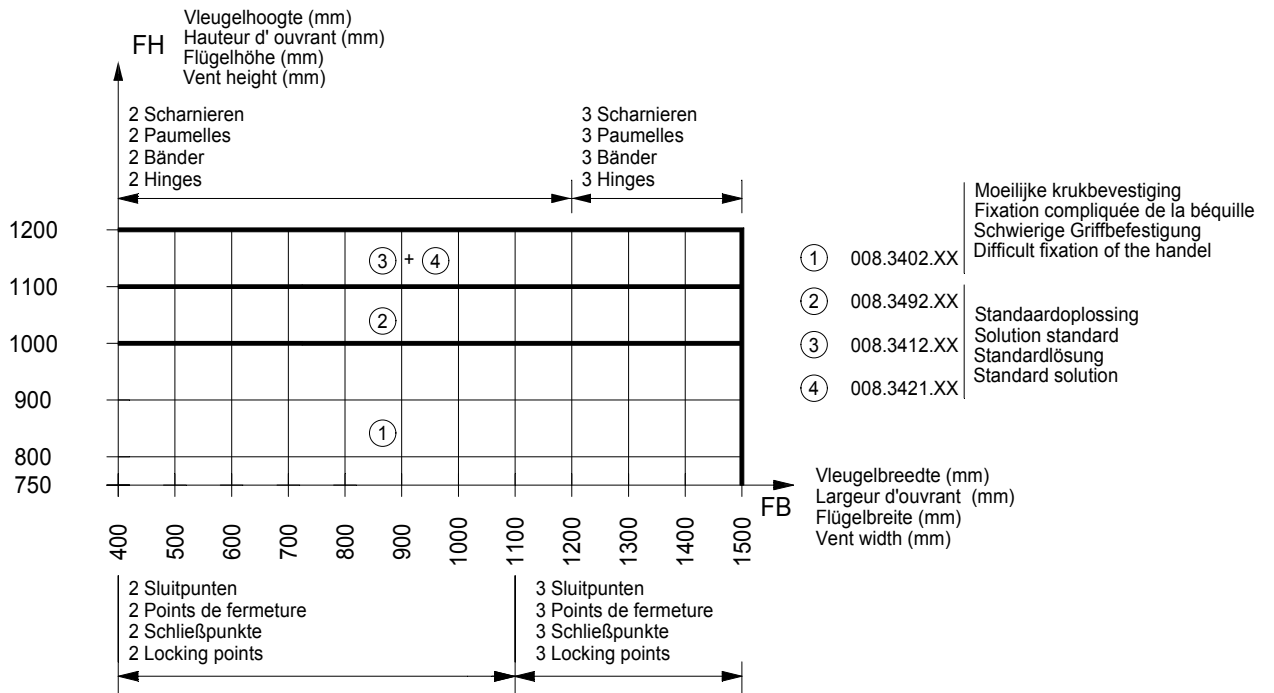 FH
Vleugelhoogte (mm)
Hauteur d' ouvrant (mm)
Flügelhöhe (mm)
Vent height (mm)
2 Scharnieren
2 Paumelles
2 Bänder
2 Hinges
3 Scharnieren
3 Paumelles
3 Bänder
3 Hinges
1200
1100
1000
900
800
750
3 + 4
2
1
Moeilijke krukbevestiging
Fixation compliquée de la béquille
Schwierige Griffbefestigung
Difficult fixation of the handel
1 008.3402.XX
2 008.3492.XX
3 008.3412.XX
4 008.3421.XX
Standaardoplossing
Solution standard
Standardlösung
Standard solution
FB
Vleugelbreedte (mm)
Largeur d'ouvrant (mm)
Flügelbreite (mm)
Vent width (mm)
400
500
600
700
800
900
1000
1100
1200
1300
1400
1500
2 Sluitpunten
2 Points de fermeture
2 Schließpunkte
2 Locking points
3 Sluitpunten
3 Points de fermeture
3 Schließpunkte
3 Locking points